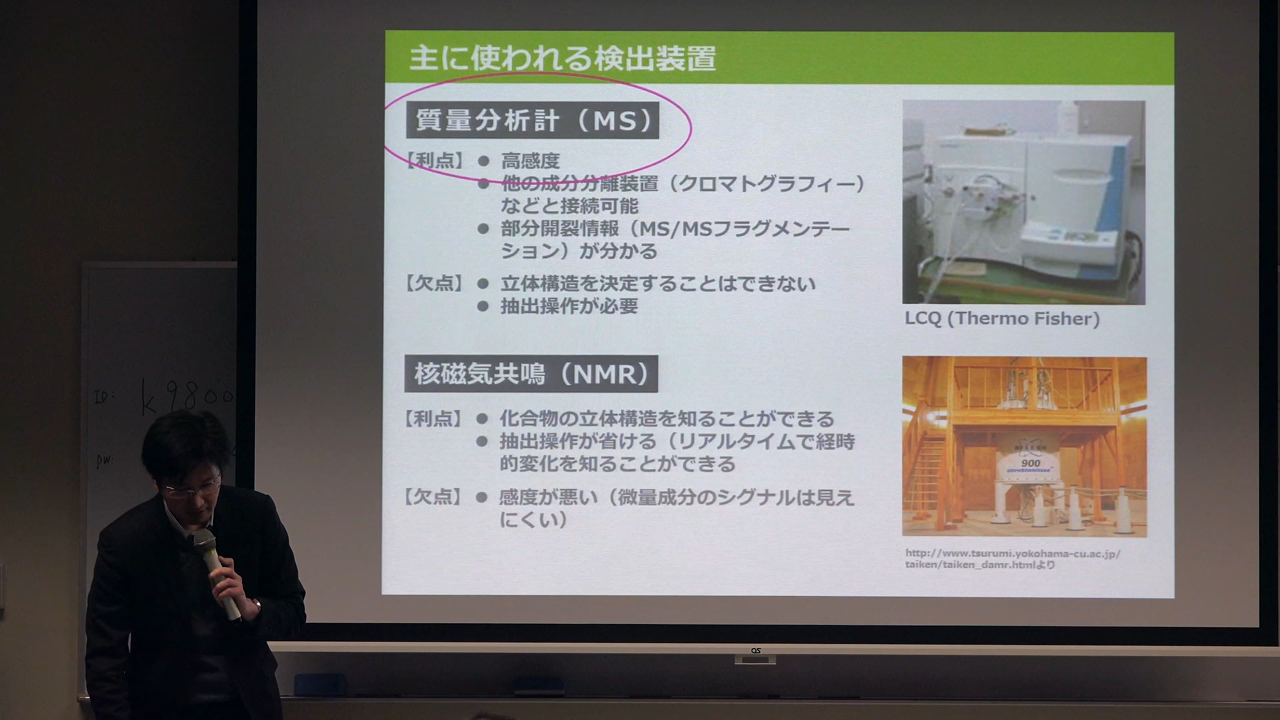 主に使われる検出装置
質量分析計（MS）
【利点】● 高感度
● 他の成分分離装置（クロマトグラフィー）
などと接続可能
● 部分開裂情報（MS/MSフラグメンテー
ション）が分かる
【欠点】● 立体構造を決定することはできない
● 抽出操作が必要
LCQ (Thermo Fisher)
核磁気共鳴（NMR）
【利点】● 化合物の立体構造を知ることができる
● 抽出操作が省ける（リアルタイムで経時
的変化を知ることができる
【欠点】● 感度が悪い（微量成分のシグナルは見え
にくい）
900
http://www.tsurumi.yokohama-cu.ac.jp/
taiken/taiken_damr.htmlより
ID: k9800
PW:
OS